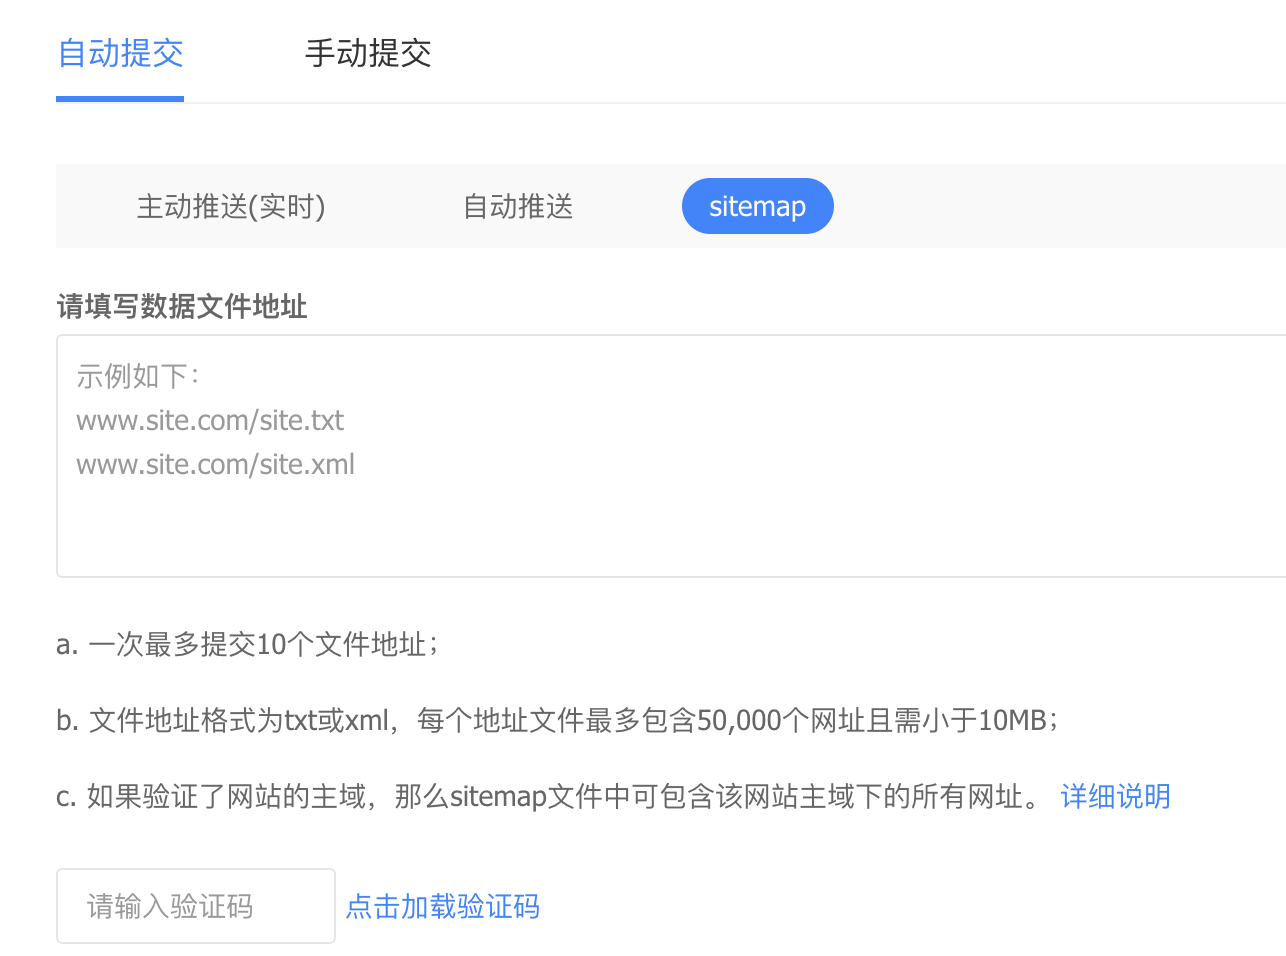 自动提交 手动提交
主动推送(实时) 自动推送 sitemap
请填写数据文件地址
示例如下：
www.site.com/site.txt
www.site.com/site.xml
a. 一次最多提交10个文件地址；
b. 文件地址格式为txt或xml，每个地址文件最多包含50,000个网址且需小于10MB；
c. 如果验证了网站的主域，那么sitemap文件中可包含该网站主域下的所有网址。 详细说明
请输入验证码 点击加载验证码